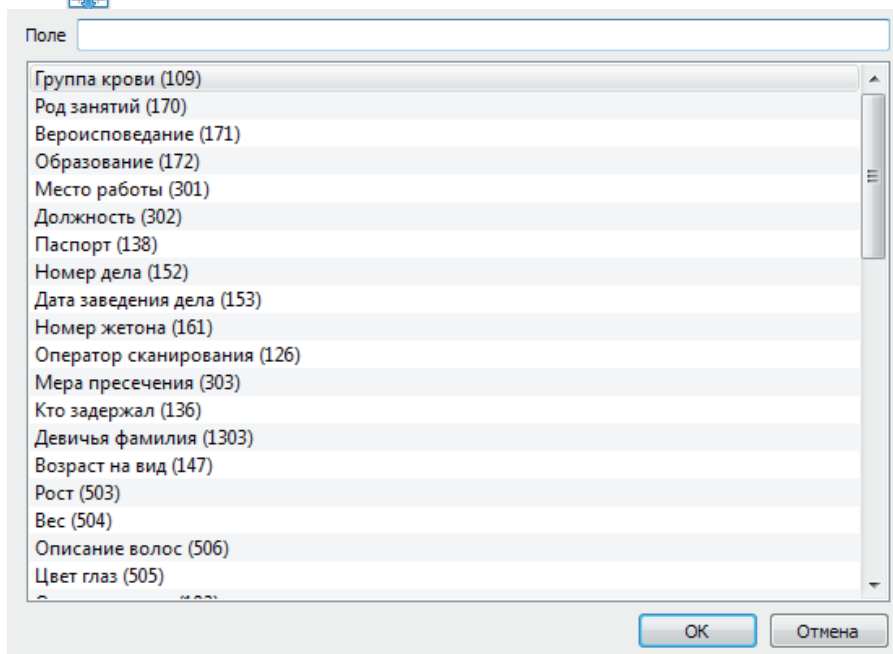 Поле
Группа крови (109)
Род занятий (170)
Вероисповедание (171)
Образование (172)
Место работы (301)
Должность (302)
Паспорт (138)
Номер дела (152)
Дата заведения дела (153)
Номер жетона (161)
Оператор сканирования (126)
Мера пресечения (303)
Кто задержал (136)
Девичья фамилия (1303)
Возраст на вид (147)
Рост (503)
Вес (504)
Описание волос (506)
Цвет глаз (505)
OK Отмена